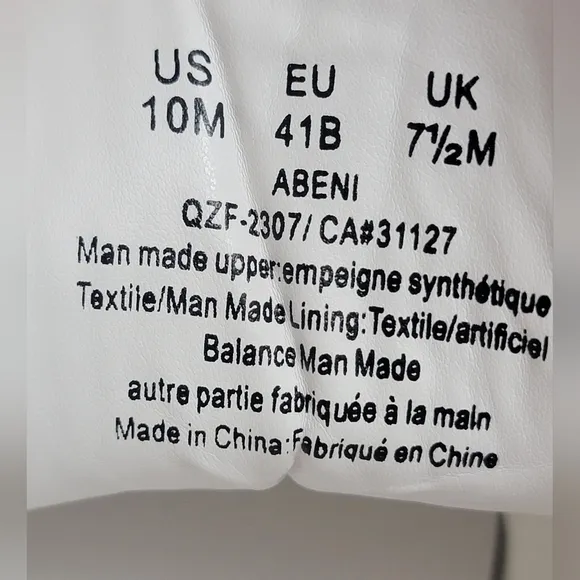 US EU UK
10M 41B 7½M
ABENI
QZF-2307/ CA#31127
Man made upper:empeigne synthétique
Textile/Man Made Lining:Textile/artificiel
Balance Man Made
autre partie fabriquée à la main
Made in China:Fabriqué en Chine